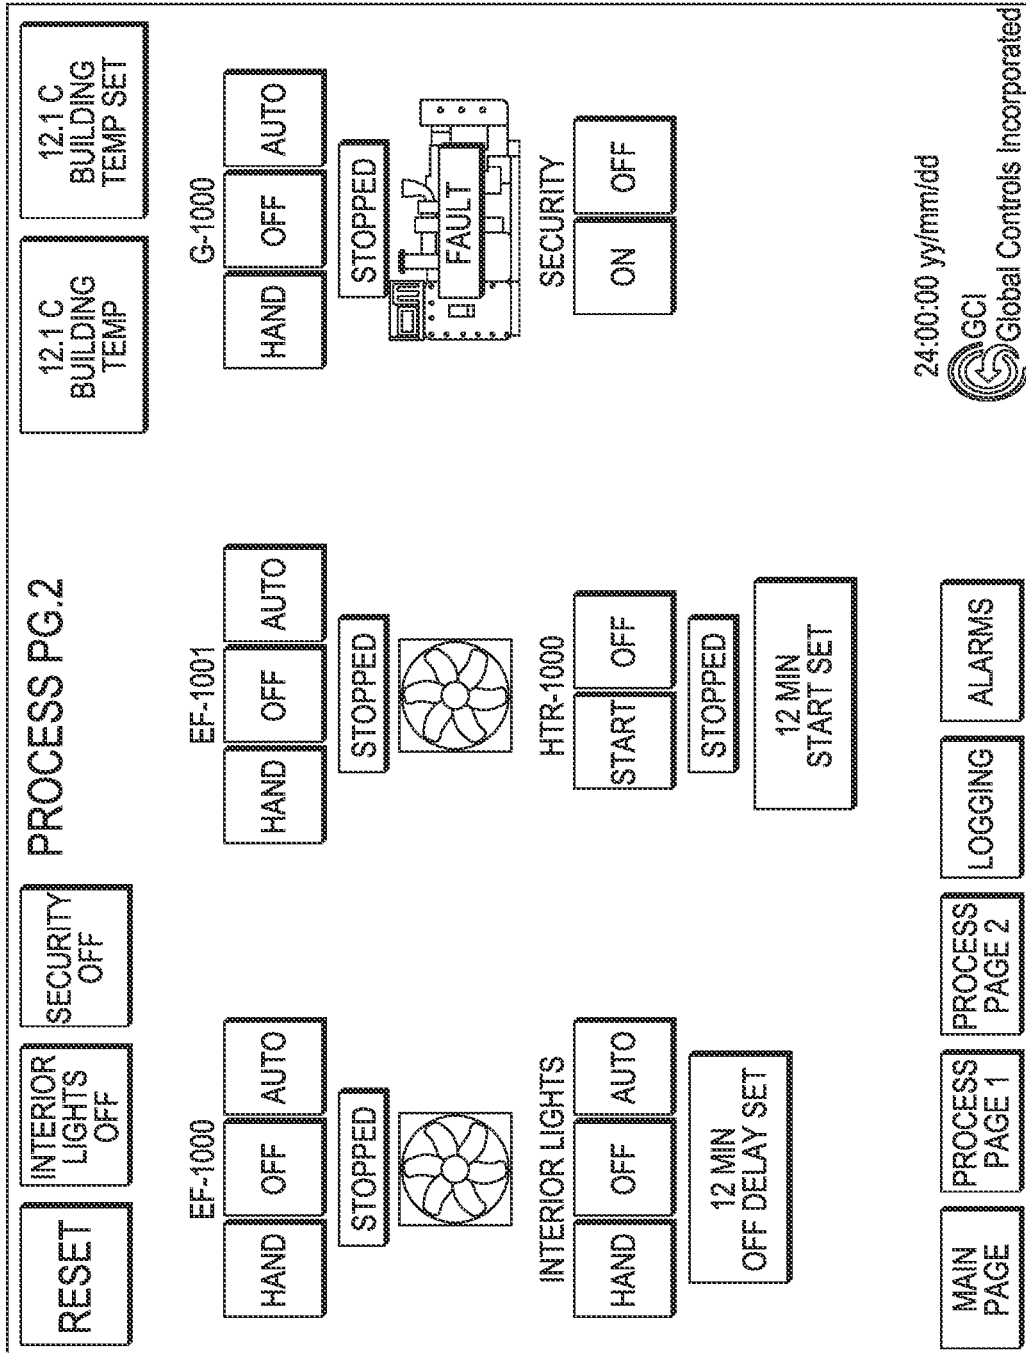 RESET
INTERIOR
LIGHTS
OFF
SECURITY
OFF
PROCESS PG.2
12.1 C
BUILDING
TEMP
12.1 C
BUILDING
TEMP SET
EF-1000
HAND
OFF
AUTO
STOPPED
EF-1001
HAND
OFF
AUTO
STOPPED
G-1000
HAND
OFF
AUTO
STOPPED
FAULT
INTERIOR LIGHTS
HAND
OFF
AUTO
12 MIN
OFF DELAY SET
HTR-1000
START
OFF
STOPPED
12 MIN
START SET
SECURITY
ON
OFF
24:00:00 yy/mm/dd
GCI
Global Controls Incorporated
MAIN
PAGE
PROCESS
PAGE 1
PROCESS
PAGE 2
LOGGING
ALARMS